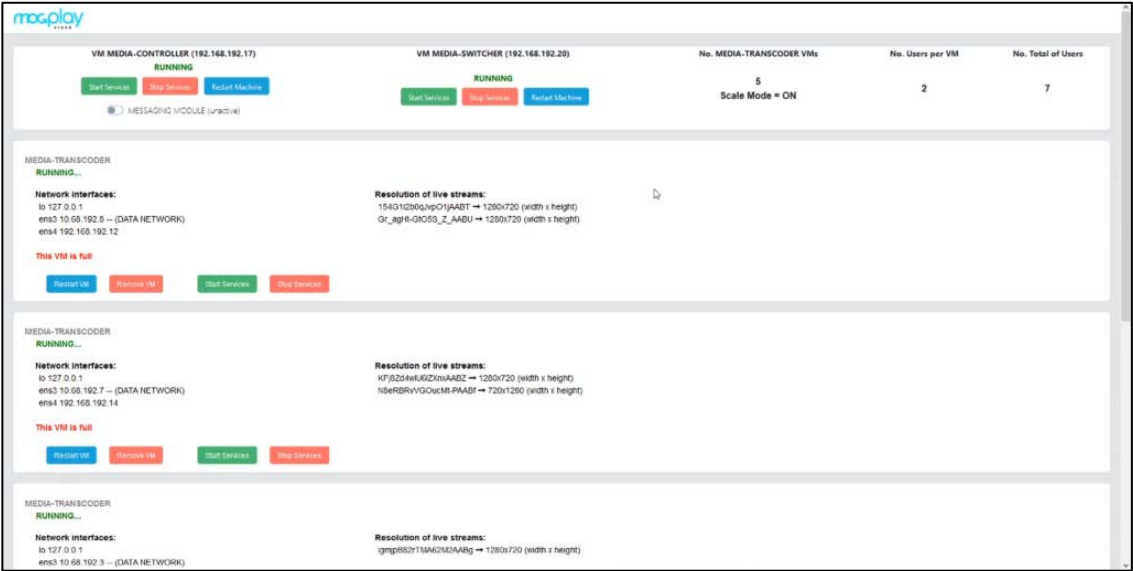 mogplay
VM MEDIA-CONTROLLER (192.168.192.17)
RUNNING
Start Services Stop Services Restart Machine
MESSAGING MODULE (unactive)
VM MEDIA-SWITCHER (192.168.192.20)
RUNNING
Start Services Stop Services Restart Machine
No. MEDIA-TRANSCODER VMs
5
Scale Mode = ON
No. Users per VM
2
No. Total of Users
7
MEDIA-TRANSCODER
RUNNING...
Network interfaces:
lo 127.0.0.1
ens3 10.68.192.8 -- (DATA NETWORK)
ens4 192.168.192.12
Resolution of live streams:
→ 1280x720 (width x height)
→ 1280x720 (width x height)
This VM is full
Restart VM Remove VM Start Services Stop Services
MEDIA-TRANSCODER
RUNNING...
Network interfaces:
lo 127.0.0.1
ens3 10.68.192.7 -- (DATA NETWORK)
ens4 192.168.192.14
Resolution of live streams:
→ 1280x720 (width x height)
→ 720x1280 (width x height)
This VM is full
Restart VM Remove VM Start Services Stop Services
MEDIA-TRANSCODER
RUNNING...
Network interfaces:
lo 127.0.0.1
ens3 10.68.192.3 -- (DATA NETWORK)
Resolution of live streams:
→ 1280x720 (width x height)